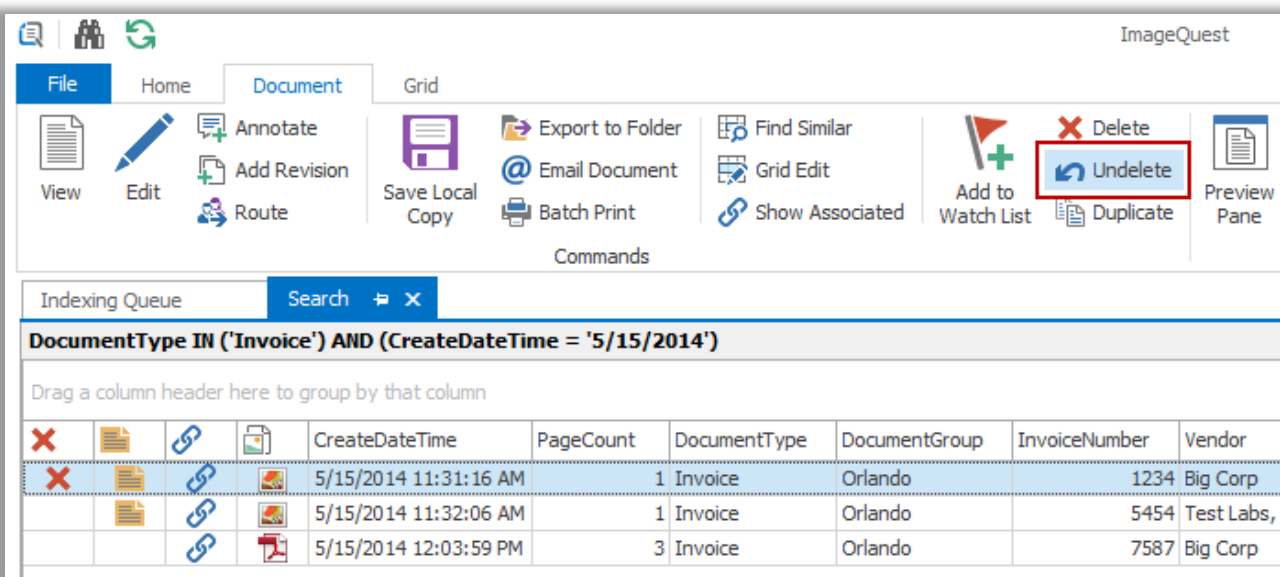 ImageQuest
File Home Document Grid
Annotate Export to Folder Find Similar Delete
Add Revision Email Document Grid Edit Undelete
View Edit Save Local Copy Add to Watch List Preview Pane
Route Batch Print Show Associated Duplicate
Commands
Indexing Queue Search
DocumentType IN ('Invoice') AND (CreateDateTime = '5/15/2014')
Drag a column header here to group by that column
CreateDateTime PageCount DocumentType DocumentGroup InvoiceNumber Vendor
5/15/2014 11:31:16 AM 1 Invoice Orlando 1234 Big Corp
5/15/2014 11:32:06 AM 1 Invoice Orlando 5454 Test Labs,
5/15/2014 12:03:59 PM 3 Invoice Orlando 7587 Big Corp